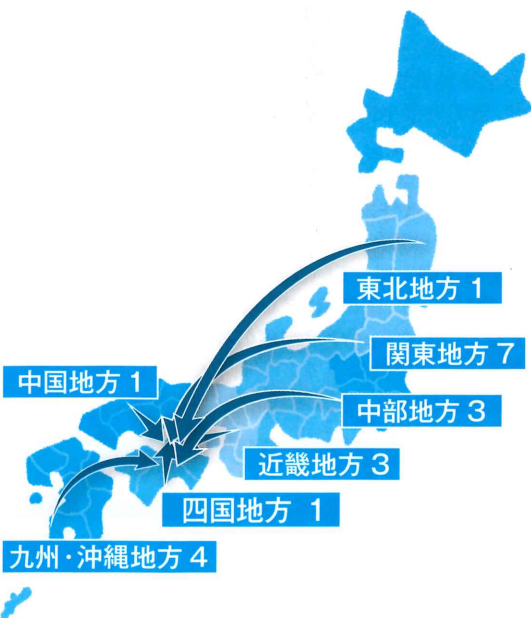 東北地方 1
関東地方 7
中国地方 1
中部地方 3
近畿地方 3
四国地方 1
九州・沖縄地方 4